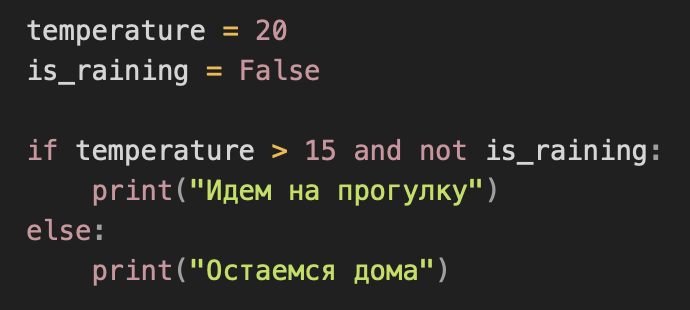 temperature = 20
is_raining = False
if temperature > 15 and not is_raining:
    print("Идем на прогулку")
else:
    print("Остаемся дома")